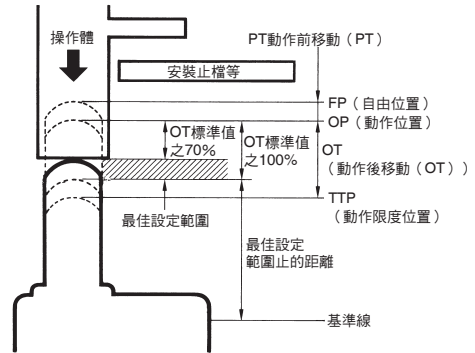 操作體
PT動作前移動（PT）
安裝止檔等
FP（自由位置）
OP（動作位置）
OT標準值
之70%
OT標準值
之100%
OT
（動作後移動（OT））
TTP
（動作限度位置）
最佳設定範圍
最佳設定
範圍止的距離
基準線